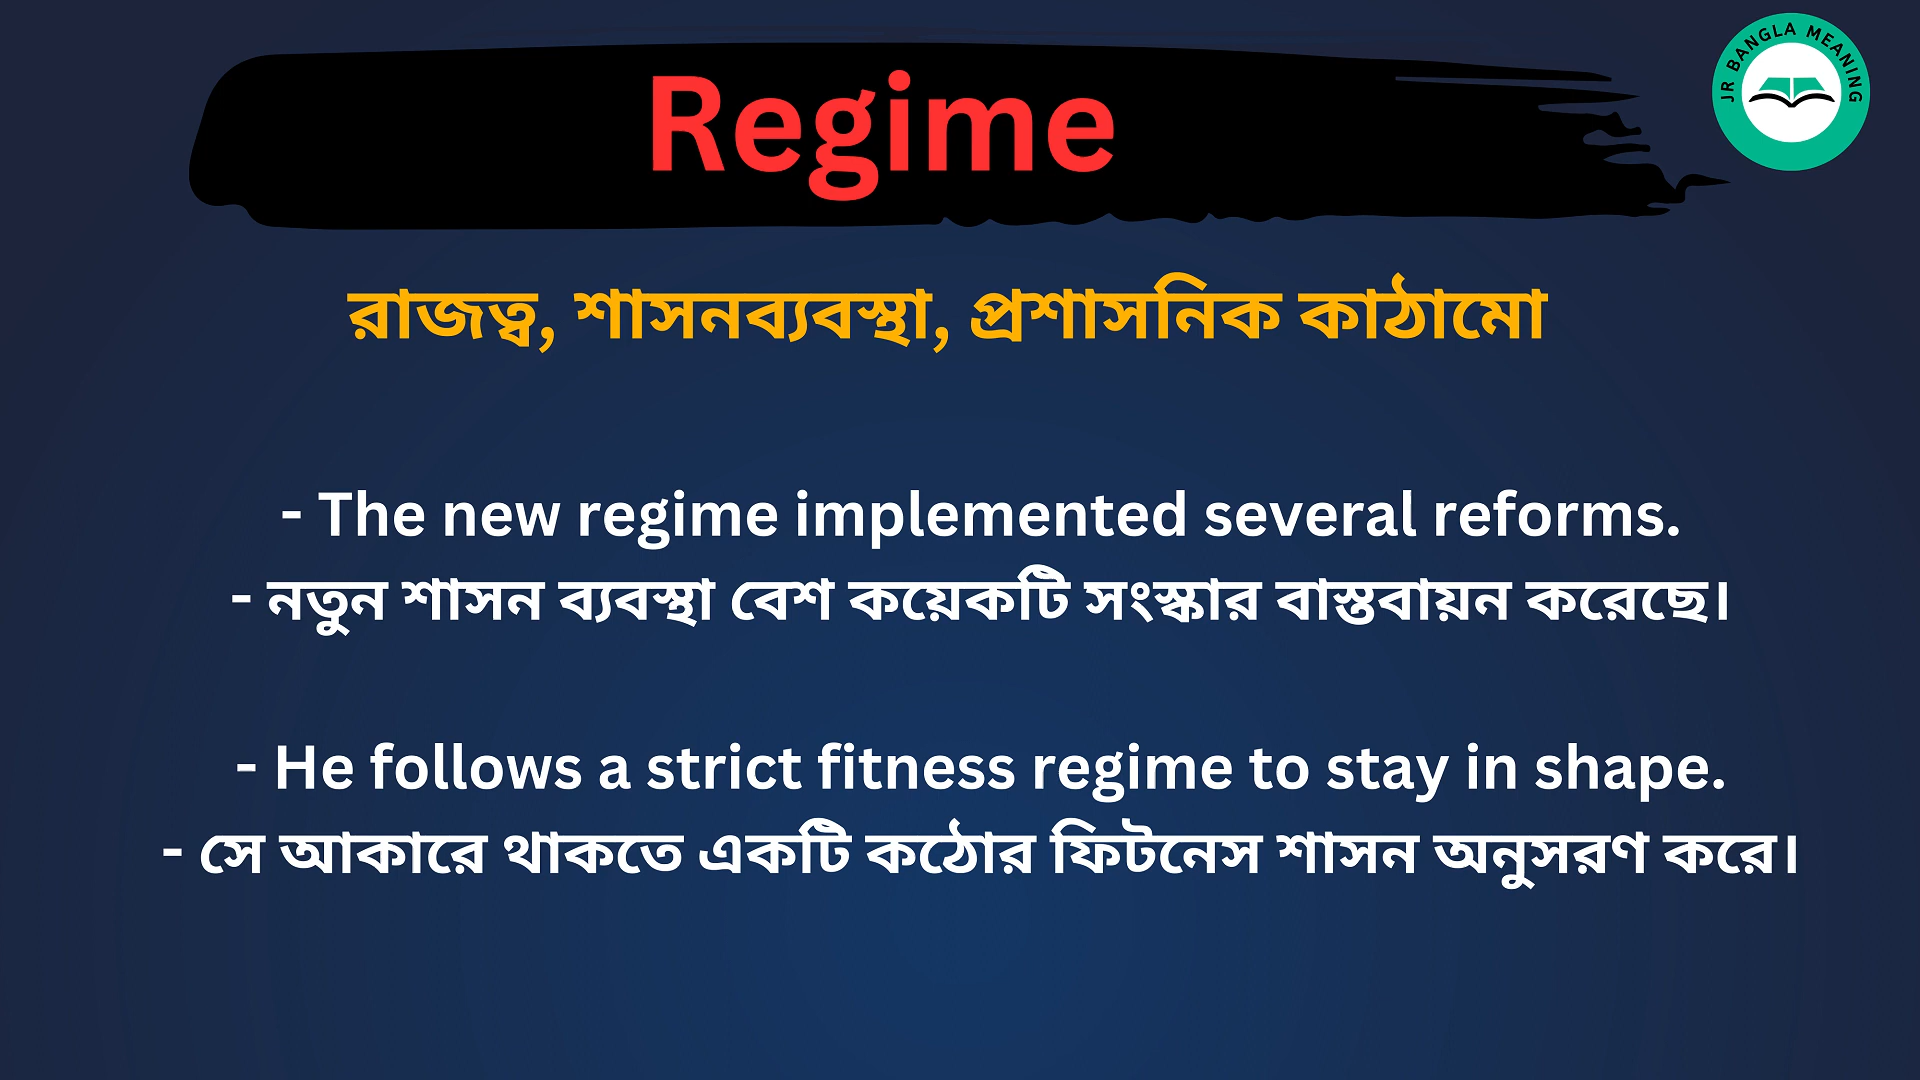 JR BANGLA MEANING
Regime
রাজত্ব, শাসনব্যবস্থা, প্রশাসনিক কাঠামো
- The new regime implemented several reforms.
- নতুন শাসন ব্যবস্থা বেশ কয়েকটি সংস্কার বাস্তবায়ন করেছে।
- He follows a strict fitness regime to stay in shape.
- সে আকারে থাকতে একটি কঠোর ফিটনেস শাসন অনুসরণ করে।